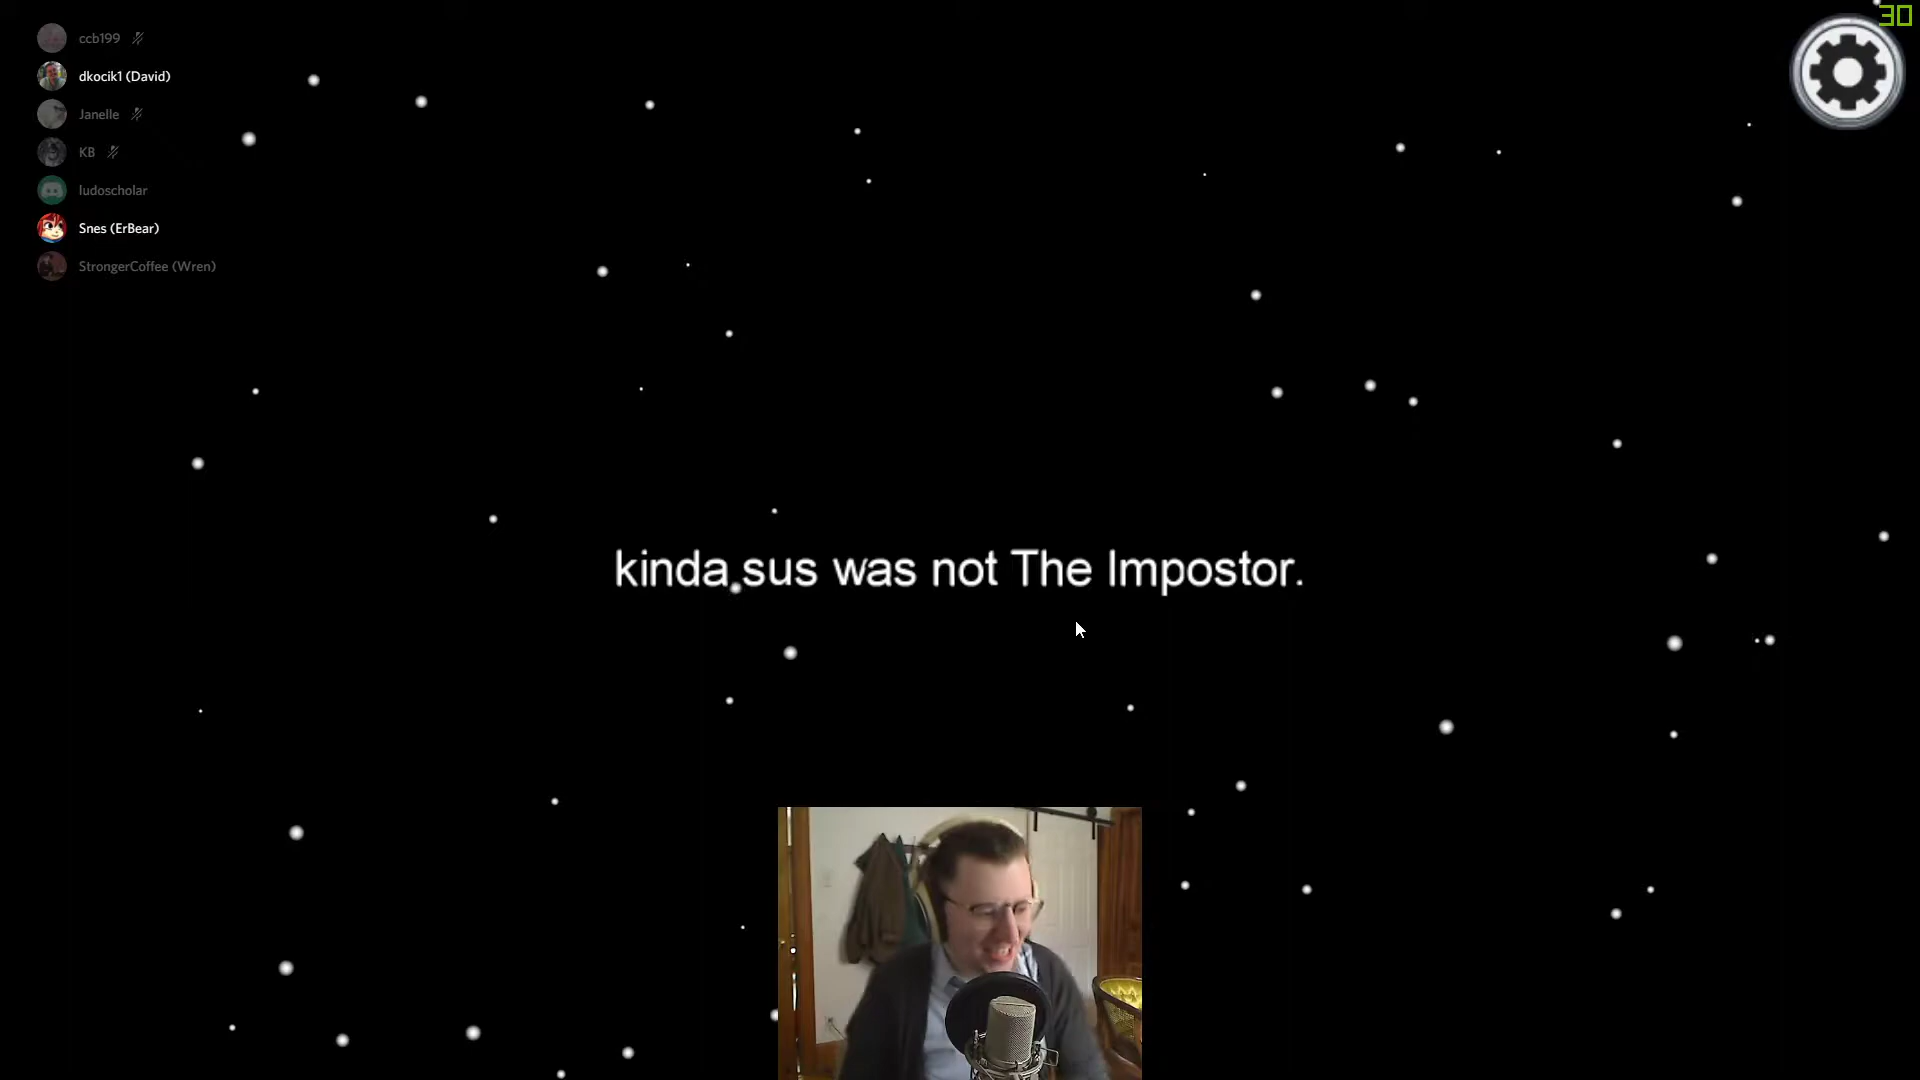 30
ccb199
dkocik1 (David)
Janelle
KB
ludoscholar
Snes (ErBear)
StrongerCoffee (Wren)
kinda sus was not The Impostor.